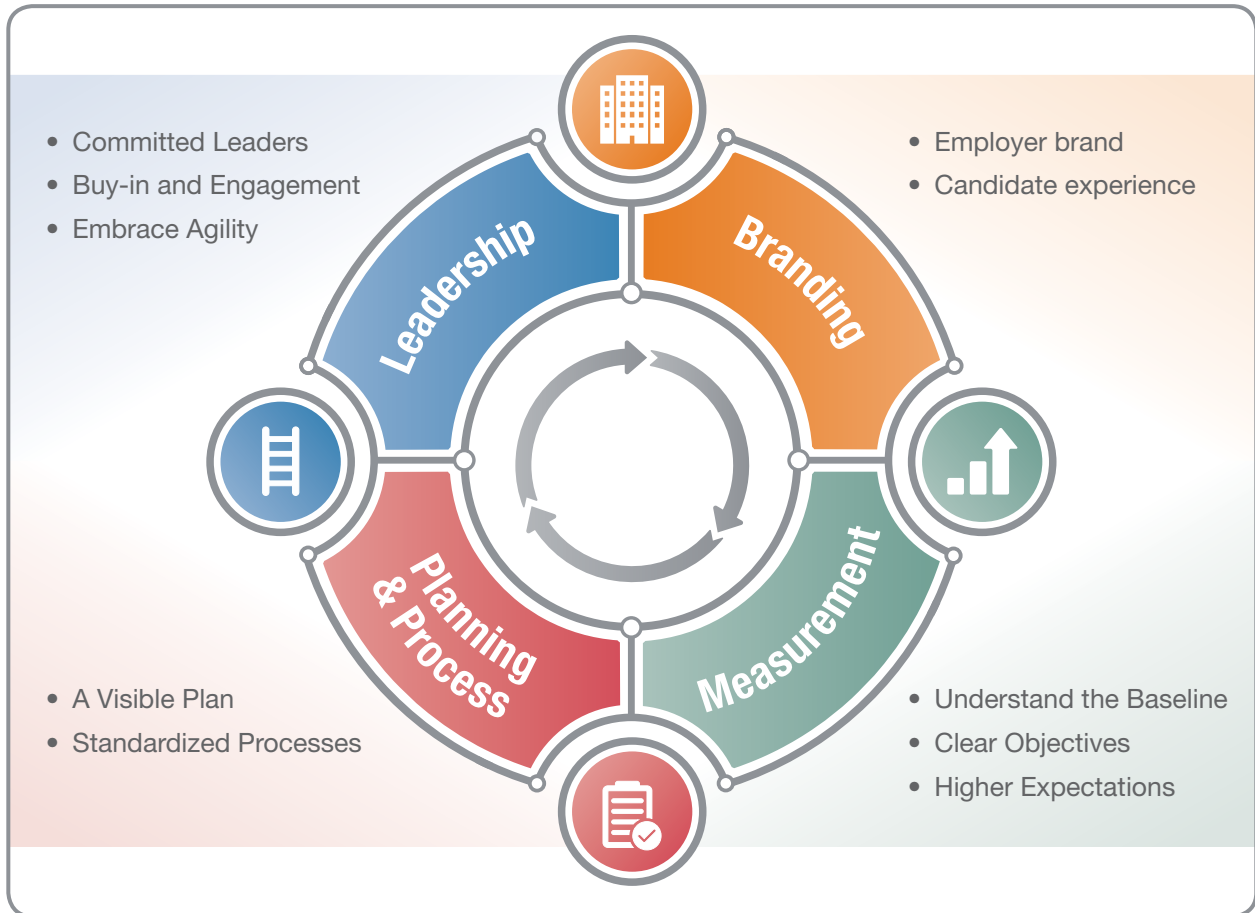 • Committed Leaders
• Buy-in and Engagement
• Embrace Agility
• Employer brand
• Candidate experience
Leadership
Branding
Planning
& Process
Measurement
• A Visible Plan
• Standardized Processes
• Understand the Baseline
• Clear Objectives
• Higher Expectations